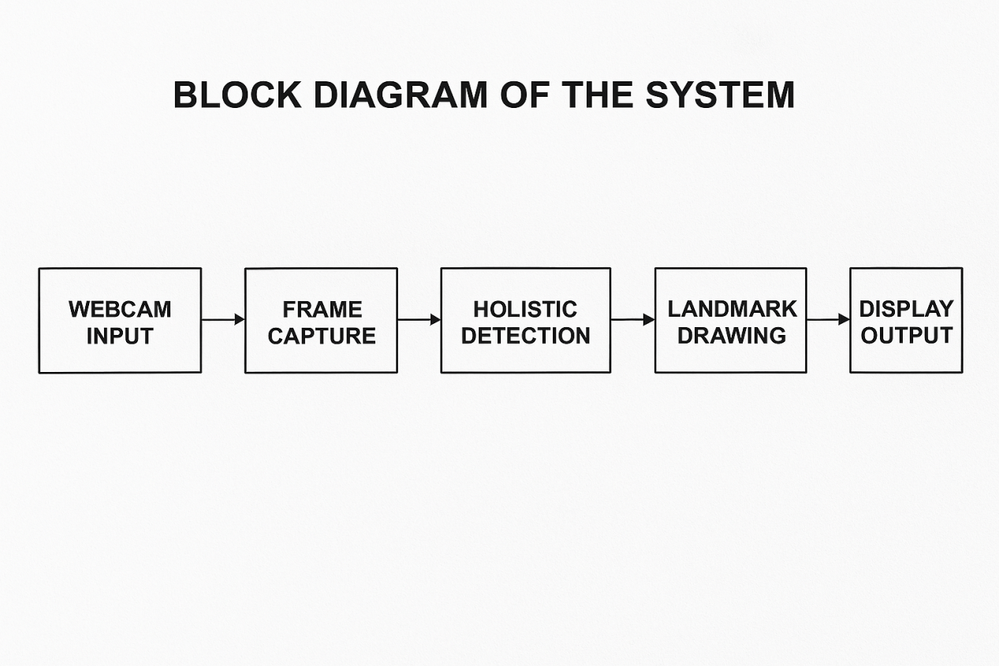 BLOCK DIAGRAM OF THE SYSTEM
WEBCAM
INPUT
FRAME
CAPTURE
HOLISTIC
DETECTION
LANDMARK
DRAWING
DISPLAY
OUTPUT